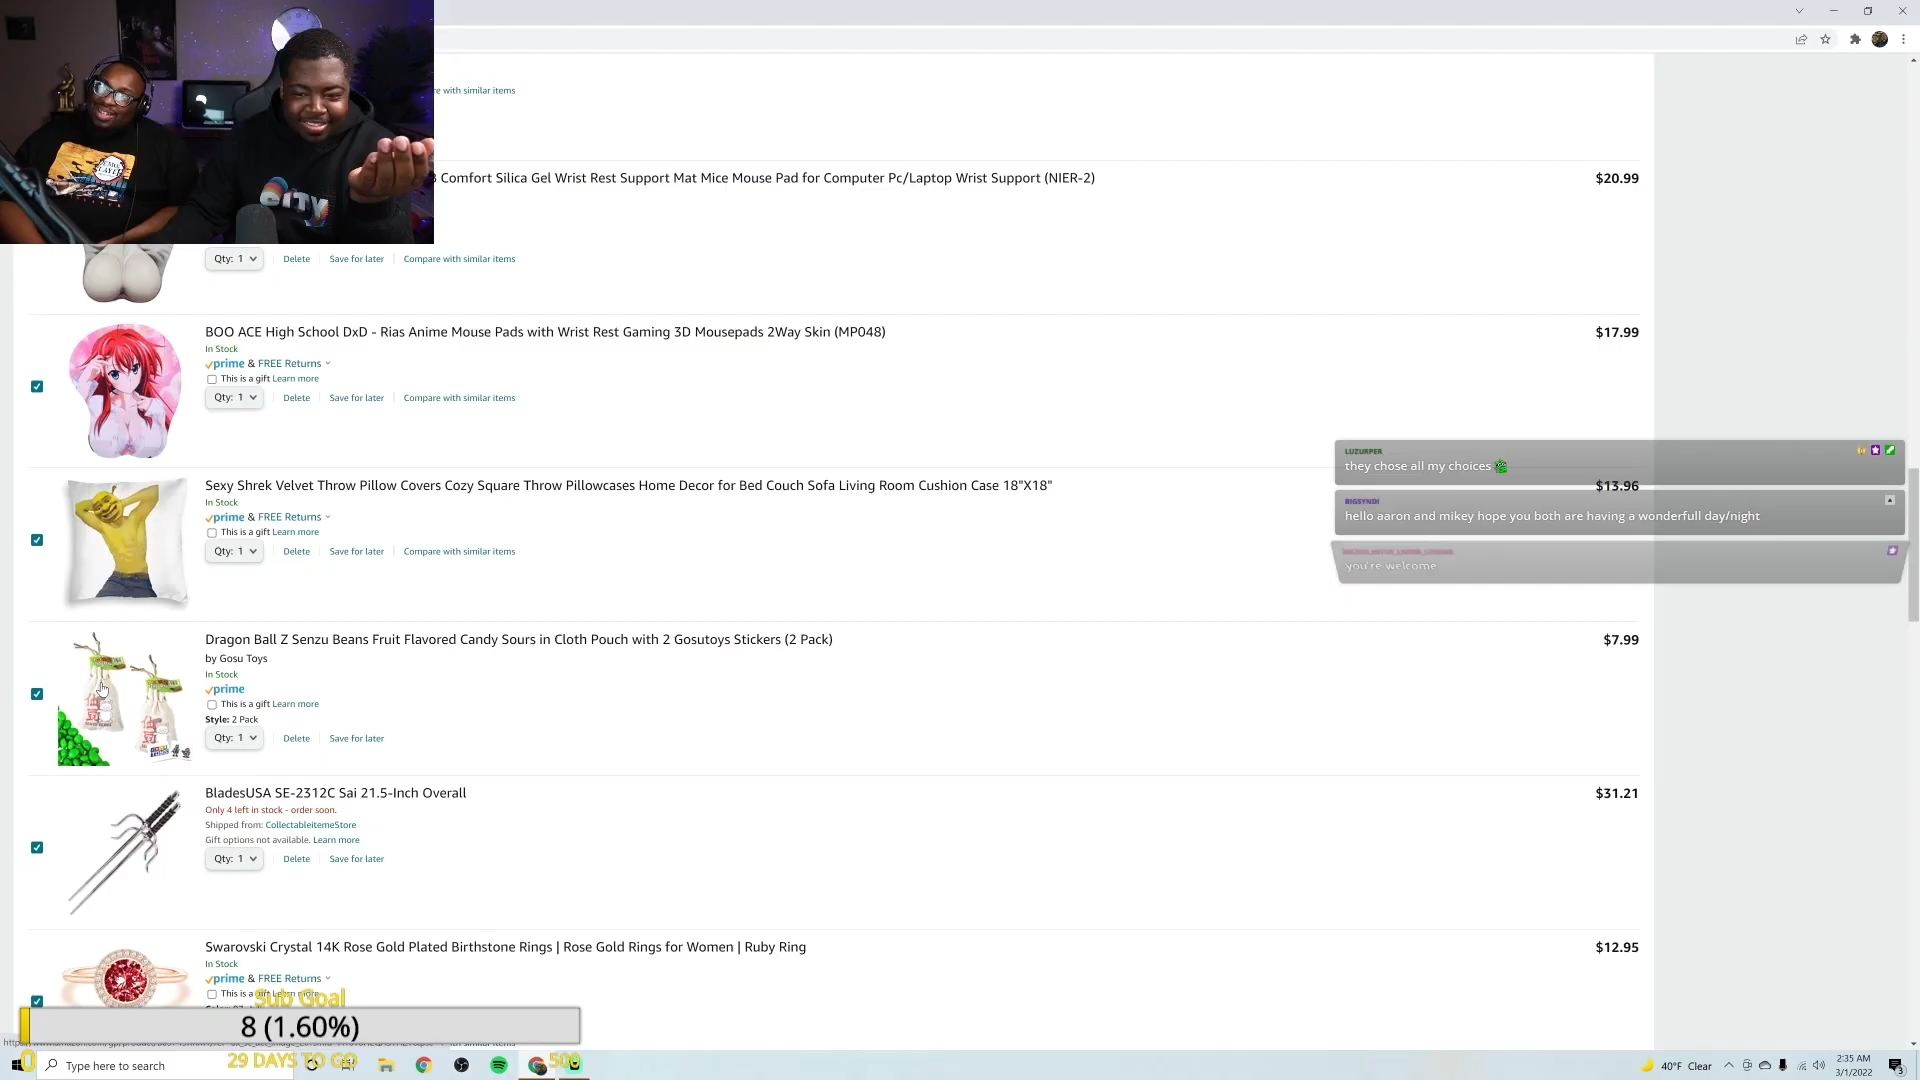 re with similar items
3 Comfort Silica Gel Wrist Rest Support Mat Mice Mouse Pad for Computer Pc/Laptop Wrist Support (NIER-2)
$20.99
Qty: 1
Delete
Save for later
Compare with similar items
BOO ACE High School DxD - Rias Anime Mouse Pads with Wrist Rest Gaming 3D Mousepads 2Way Skin (MP048)
$17.99
In Stock
prime & FREE Returns
This is a gift Learn more
Qty: 1
Delete
Save for later
Compare with similar items
LUZURPER
they chose all my choices
Sexy Shrek Velvet Throw Pillow Covers Cozy Square Throw Pillowcases Home Decor for Bed Couch Sofa Living Room Cushion Case 18"X18"
$13.96
In Stock
prime & FREE Returns
This is a gift Learn more
Qty: 1
Delete
Save for later
Compare with similar items
BIGSYNDI
hello aaron and mikey hope you both are having a wonderfull day/night
you're welcome
Dragon Ball Z Senzu Beans Fruit Flavored Candy Sours in Cloth Pouch with 2 Gosutoys Stickers (2 Pack)
$7.99
by Gosu Toys
In Stock
prime
This is a gift Learn more
Style: 2 Pack
Qty: 1
Delete
Save for later
BladesUSA SE-2312C Sai 21.5-Inch Overall
$31.21
Only 4 left in stock - order soon.
Shipped from: CollectableitemeStore
Gift options not available. Learn more
Qty: 1
Delete
Save for later
Swarovski Crystal 14K Rose Gold Plated Birthstone Rings | Rose Gold Rings for Women | Ruby Ring
$12.95
In Stock
prime & FREE Returns
This is a gift Learn more
Sub Goal
8 (1.60%)
0
29 DAYS TO GO
500
Type here to search
40°F Clear
2:35 AM
3/1/2022
3
CITY